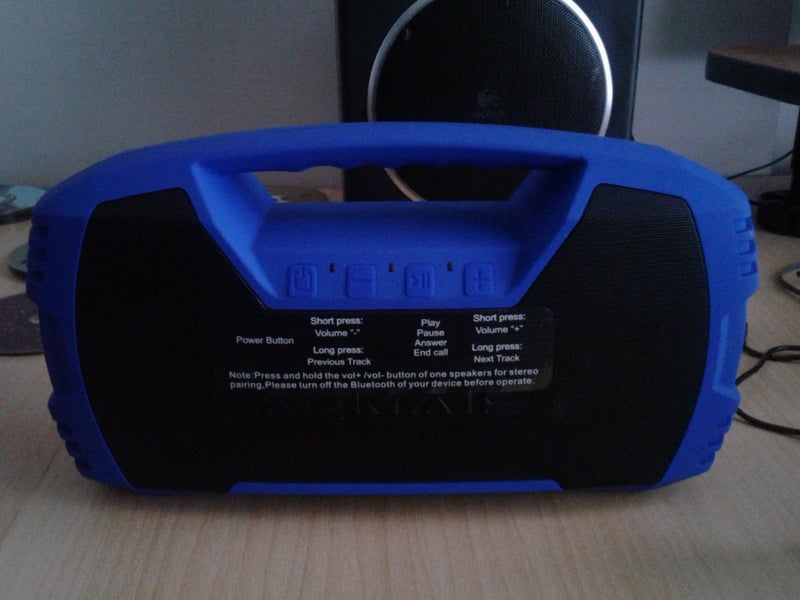 Power Button
Short press:
Volume "-"
Long press:
Previous Track
Play
Pause
Answer
End call
Short press:
Volume "+"
Long press:
Next Track
Note:Press and hold the vol+ /vol- button of one speakers for stereo
pairing,Please turn off the Bluetooth of your device before operate.